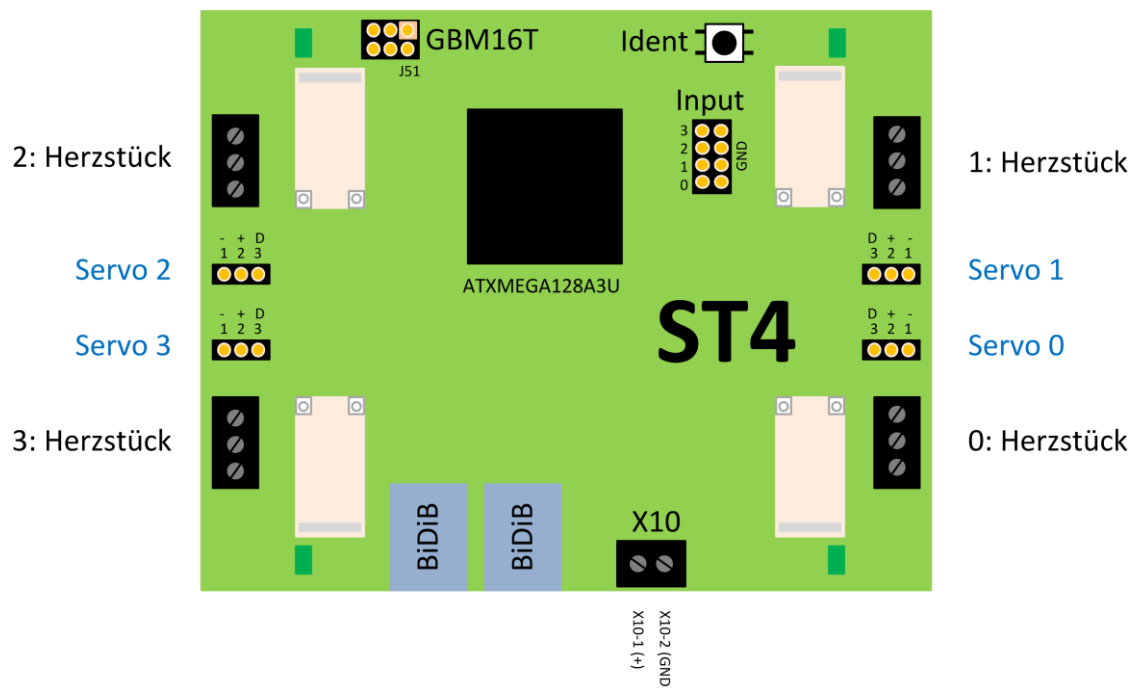 GBM16T
J51
Ident
Input
3
2
1
0
GND
2: Herzstück
1: Herzstück
- + D
1 2 3
Servo 2
D + -
3 2 1
Servo 1
ATXMEGA128A3U
ST4
- + D
1 2 3
Servo 3
D + -
3 2 1
Servo 0
3: Herzstück
0: Herzstück
BiDiB
BiDiB
X10
X10-1 (+)
X10-2 (GND